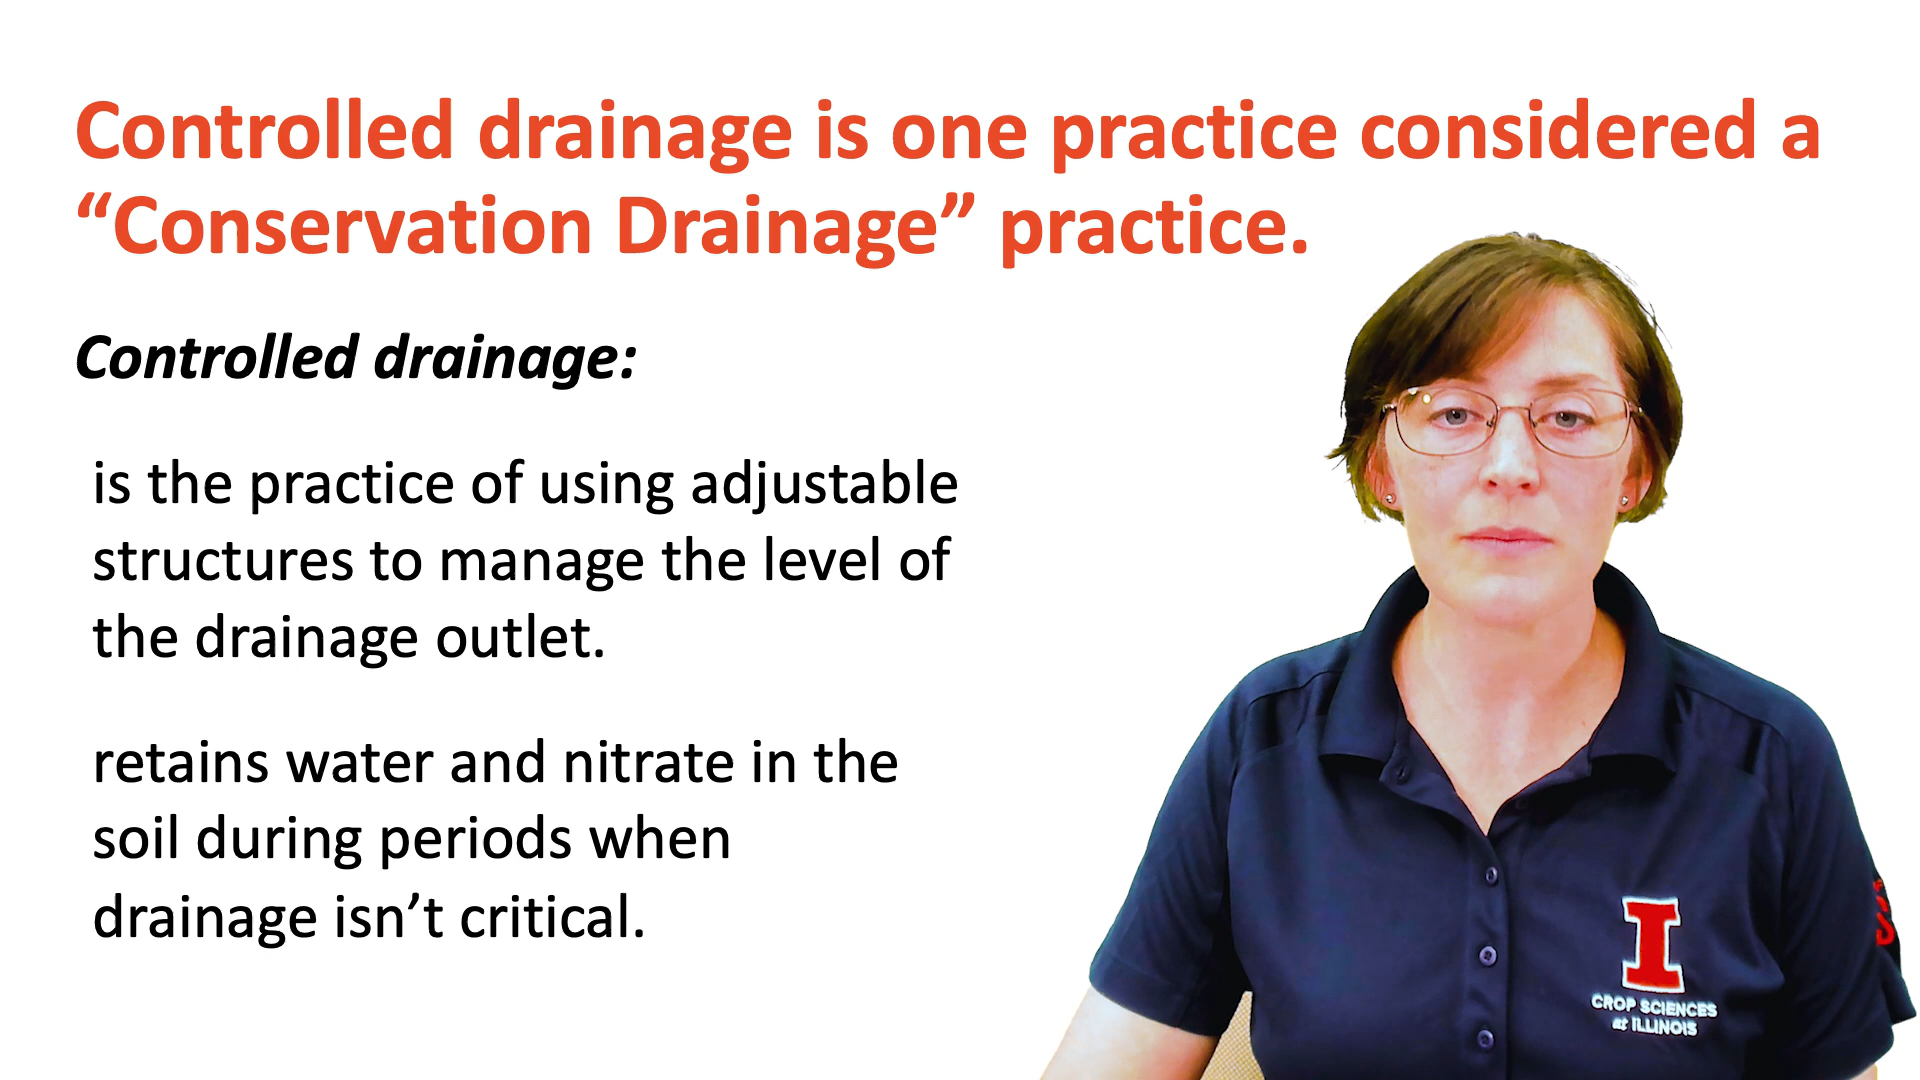 Controlled drainage is one practice considered a
“Conservation Drainage” practice.
Controlled drainage:
is the practice of using adjustable
structures to manage the level of
the drainage outlet.
retains water and nitrate in the
soil during periods when
drainage isn’t critical.
I
CROP SCIENCES
at ILLINOIS